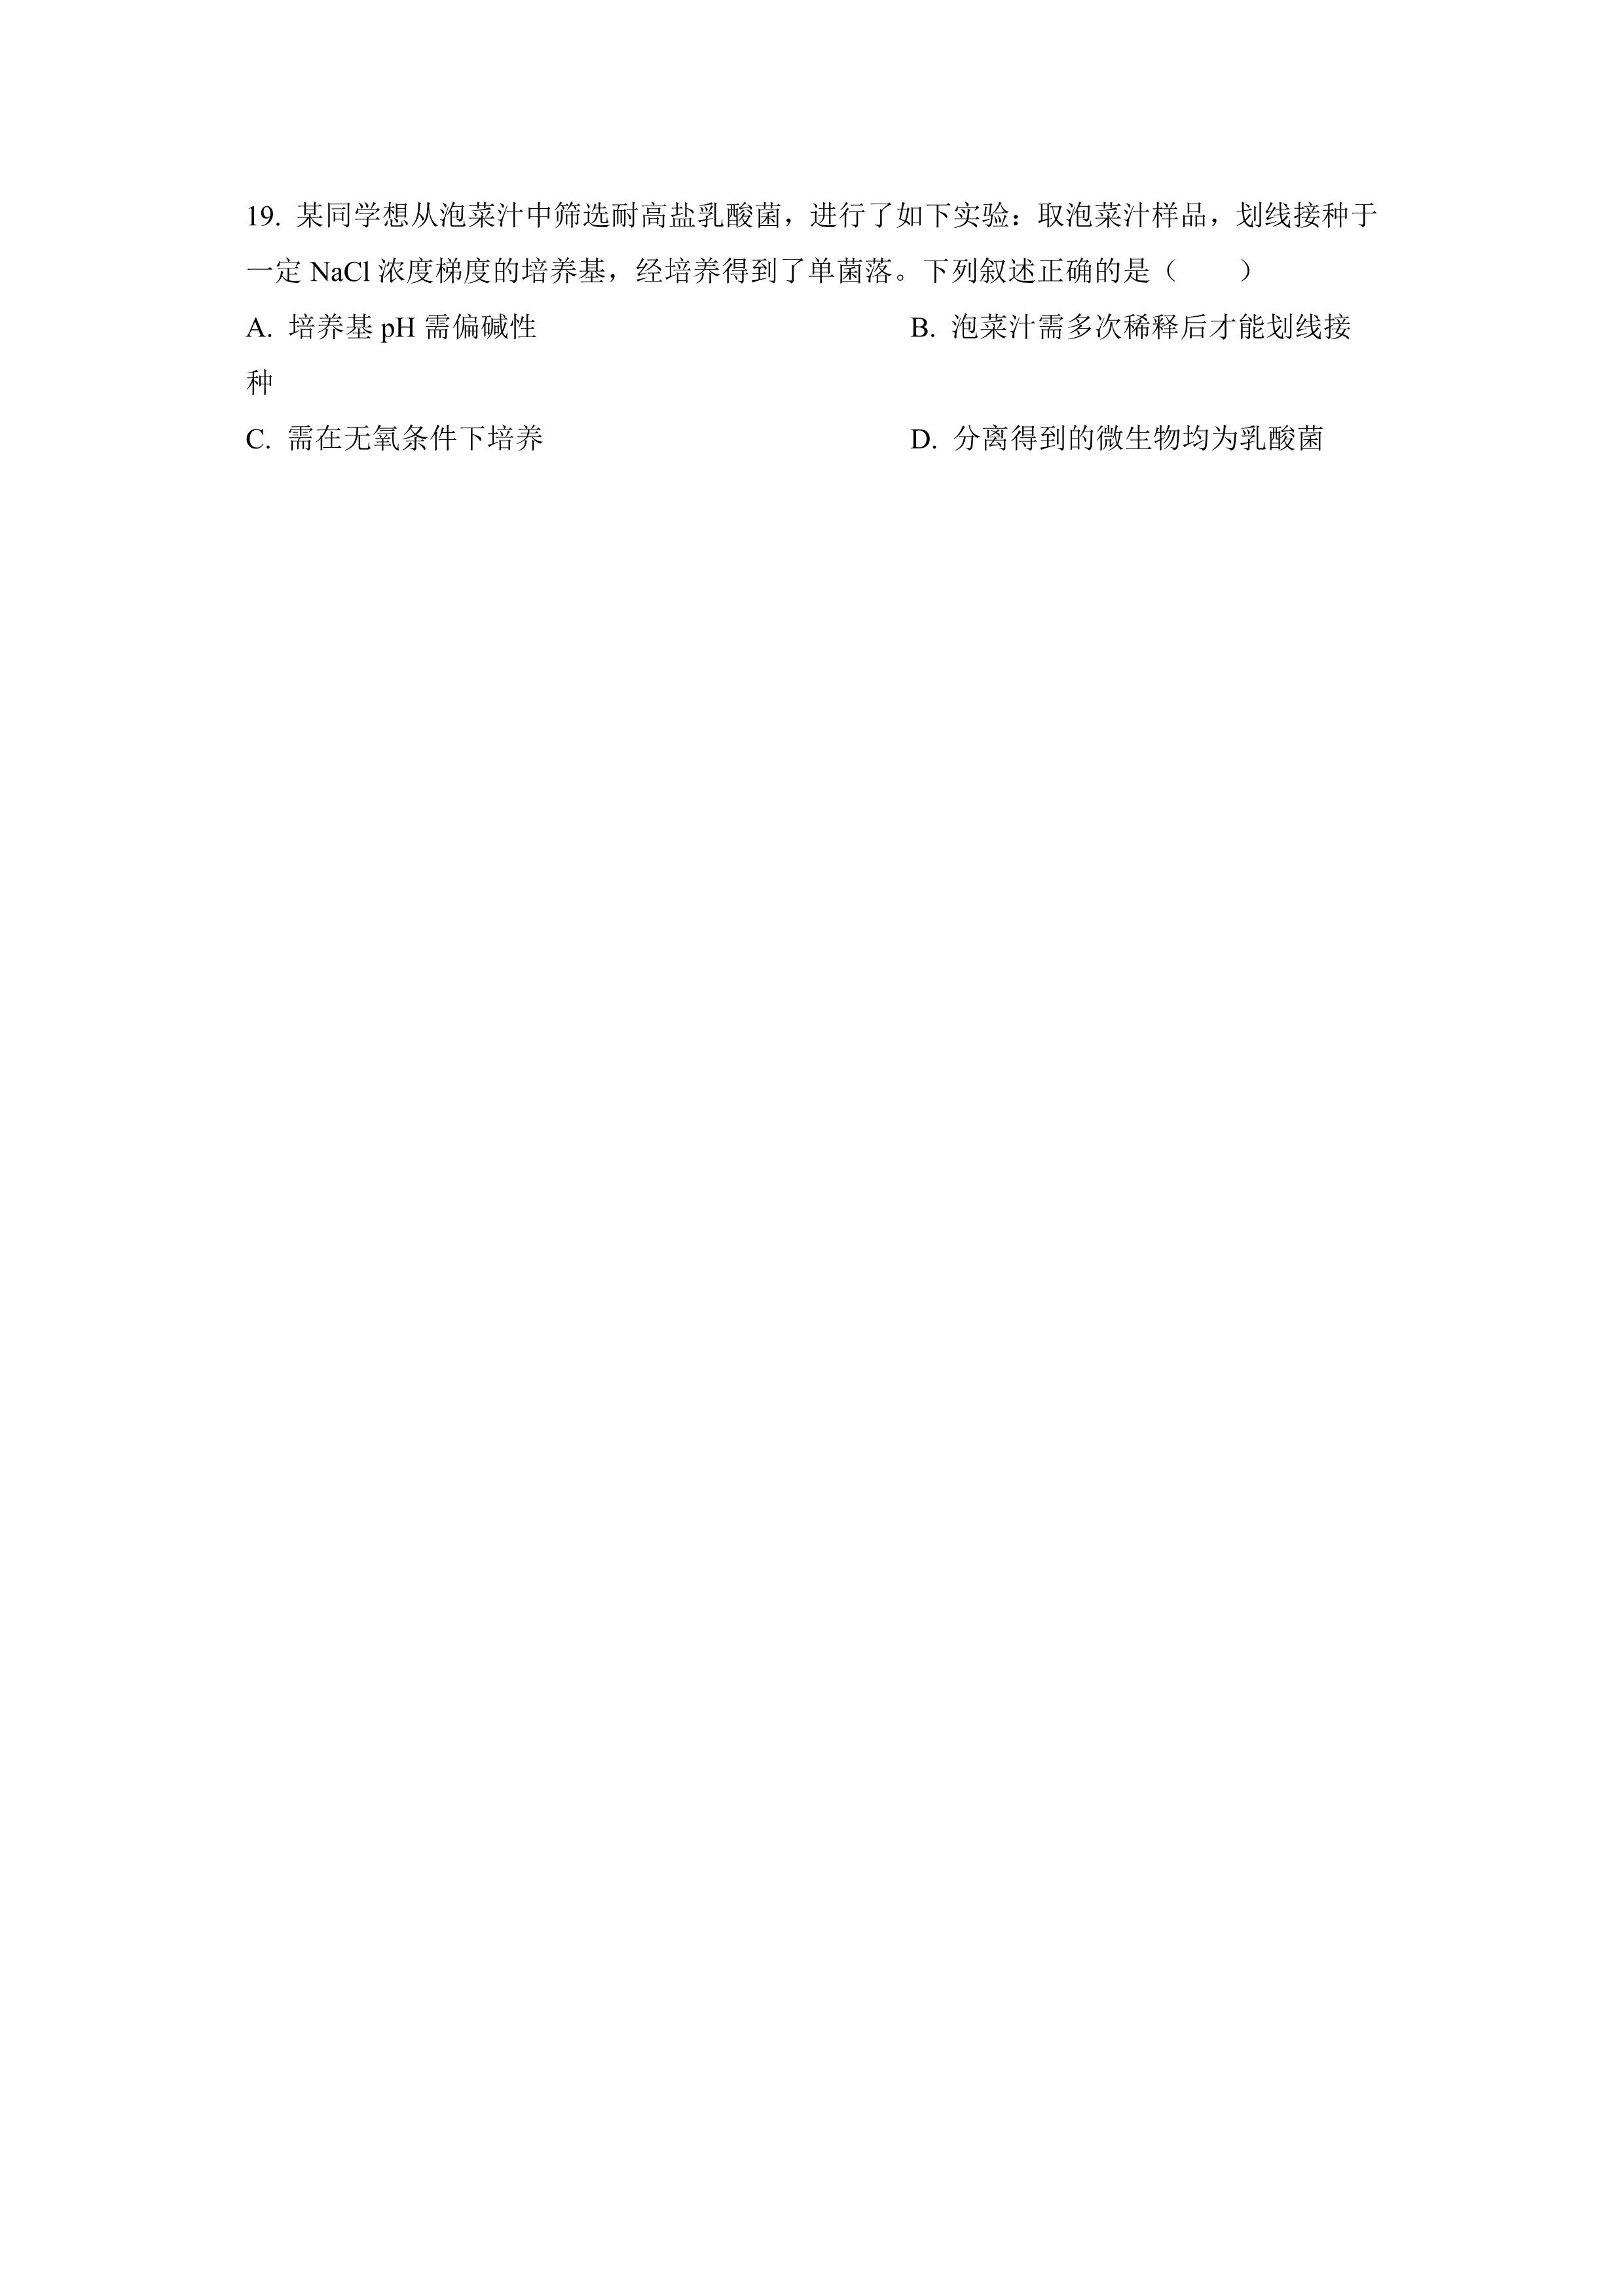 19. 某同学想从泡菜汁中筛选耐高盐乳酸菌，进行了如下实验：取泡菜汁样品，划线接种于
一定 NaCl 浓度梯度的培养基，经培养得到了单菌落。下列叙述正确的是（　　）
A. 培养基 pH 需偏碱性　　B. 泡菜汁需多次稀释后才能划线接
种
C. 需在无氧条件下培养　　D. 分离得到的微生物均为乳酸菌